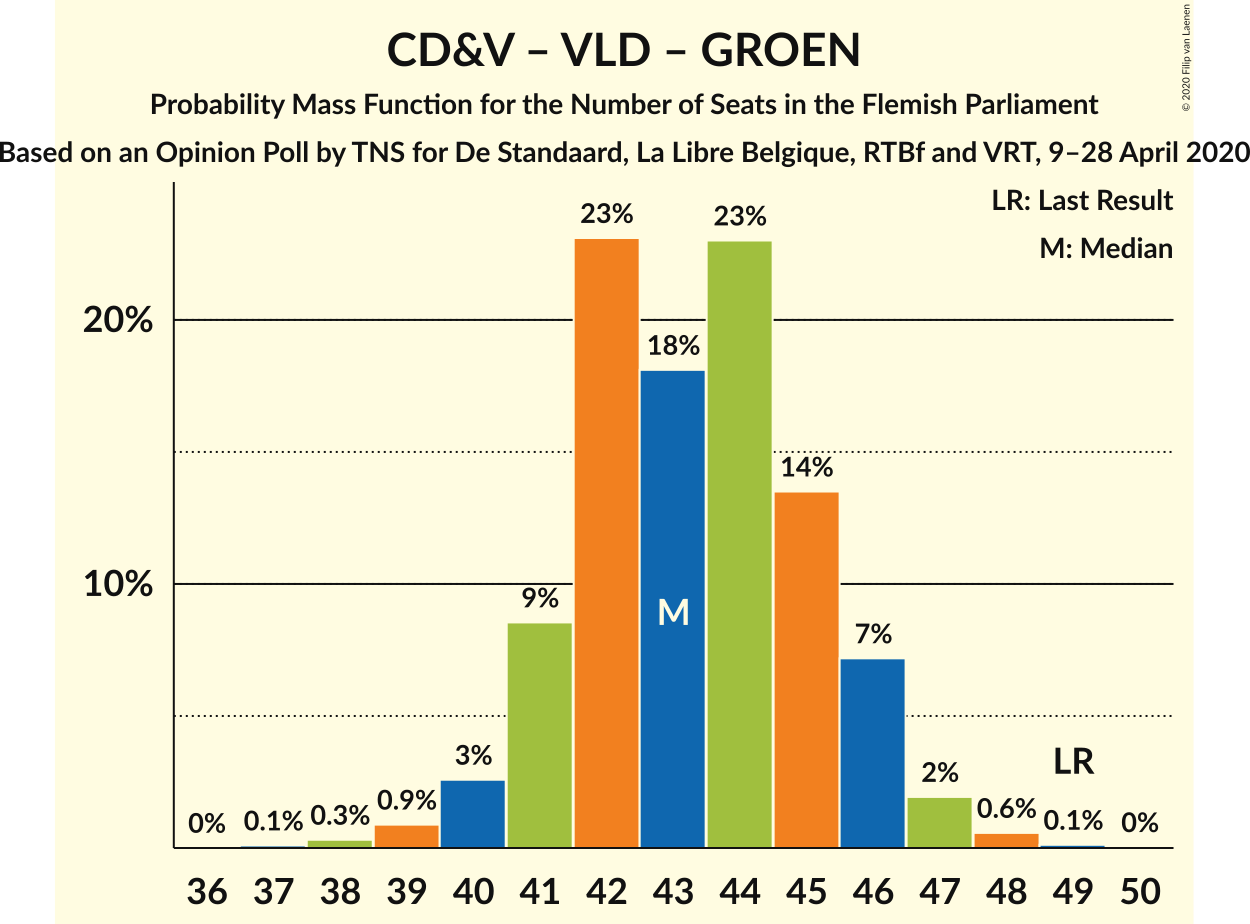 CD&V – VLD – GROEN
Probability Mass Function for the Number of Seats in the Flemish Parliament
Based on an Opinion Poll by TNS for De Standaard, La Libre Belgique, RTBf and VRT, 9–28 April 2020
© 2020 Filip van Laenen
LR: Last Result
M: Median
20%
10%
0% 0.1% 0.3% 0.9% 3% 9% 23% 18% 23% 14% 7% 2% 0.6% 0.1% 0%
M
LR
36 37 38 39 40 41 42 43 44 45 46 47 48 49 50